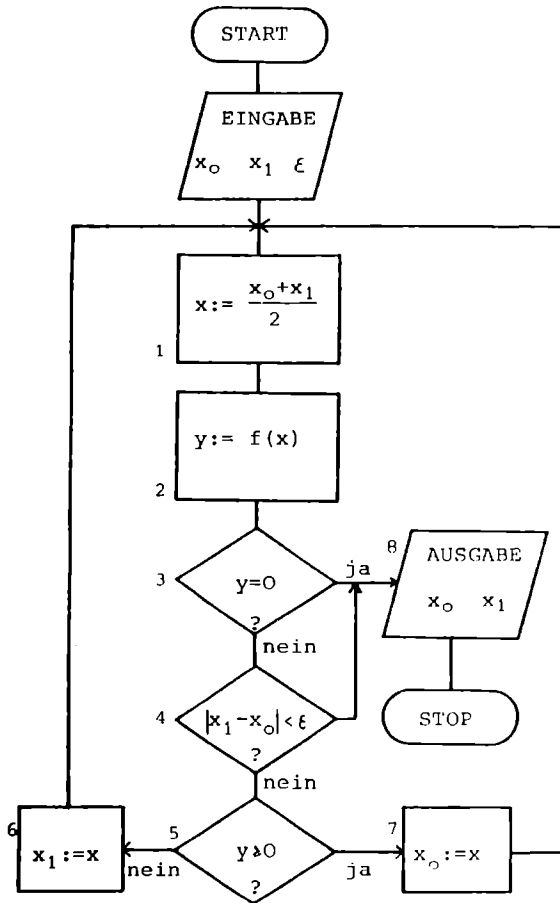 START
EINGABE
x₀ x₁ ε
x:= x₀+x₁
2
1
y:= f(x)
2
8
AUSGABE
x₀ x₁
3
y=0
?
ja
nein
4
|x₁-x₀|<ε
?
STOP
nein
6
x₁:=x
5
y>0
?
nein
ja
7
x₀:=x